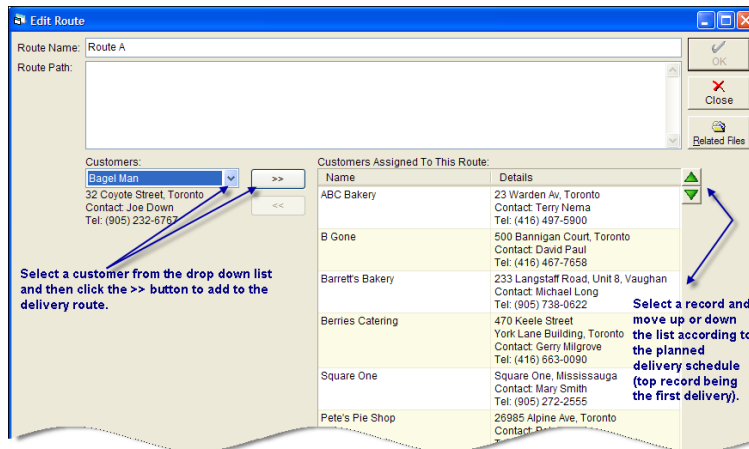 Edit Route
Route Name: Route A
OK
Route Path:
Close
Related Files
Customers:
Bagel Man
>>
<<
32 Coyote Street, Toronto
Contact: Joe Down
Tel: (905) 232-6767
Select a customer from the drop down list
and then click the >> button to add to the
delivery route.
Customers Assigned To This Route:
Name Details
ABC Bakery 23 Warden Av, Toronto
Contact: Terry Nema
Tel: (416) 497-5900
B Gone 500 Bannigan Court, Toronto
Contact: David Paul
Tel: (416) 467-7658
Barrett's Bakery 233 Langstaff Road, Unit 8, Vaughan
Contact: Michael Long
Tel: (905) 738-0622
Berries Catering 470 Keele Street
York Lane Building, Toronto
Contact: Gerry Milgrove
Tel: (416) 663-0090
Square One Square One, Mississauga
Contact: Mary Smith
Tel: (905) 272-2555
Pete's Pie Shop 26985 Alpine Ave, Toronto
Contact:
Select a record and
move up or down
the list according to
the planned
delivery schedule
(top record being
the first delivery).